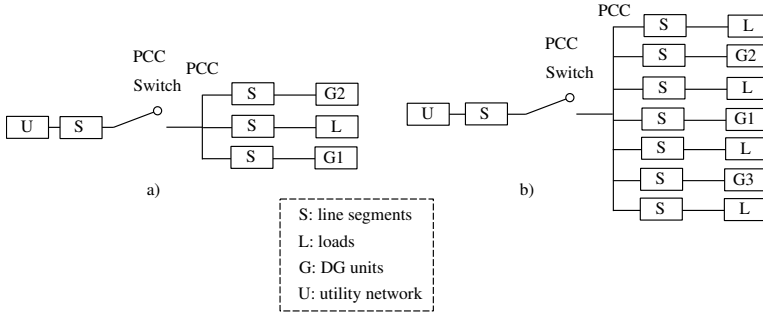 PCC
Switch
PCC
U
S
S
G2
S
L
S
G1
a)
PCC
PCC
Switch
U
S
S
L
S
G2
S
L
S
G1
S
L
S
G3
S
L
b)
S: line segments
L: loads
G: DG units
U: utility network